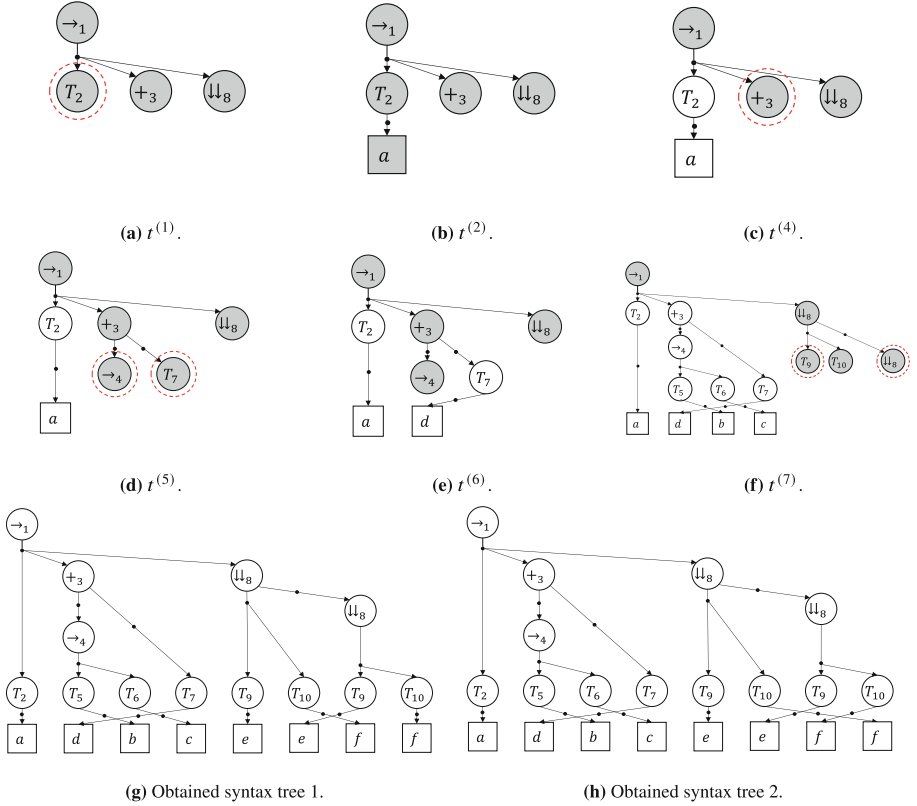 →1
T2 +3 ↓↓8
(a) t(1).
→1
T2 +3 ↓↓8
a
(b) t(2).
→1
T2 +3 ↓↓8
a
(c) t(4).
→1
T2 +3 ↓↓8
→4 T7
a
(d) t(5).
→1
T2 +3 ↓↓8
→4 T7
a d
(e) t(6).
→1
T2 +3 ↓↓8
→4 T9 T10 ↓↓8
T5 T6 T7
a d b c
(f) t(7).
→1
+3 ↓↓8
↓↓8
→4
T2 T5 T6 T7 T9 T10 T9 T10
a d b c e e f f
(g) Obtained syntax tree 1.
→1
+3 ↓↓8
↓↓8
→4
T2 T5 T6 T7 T9 T10 T9 T10
a d b c e e f f
(h) Obtained syntax tree 2.